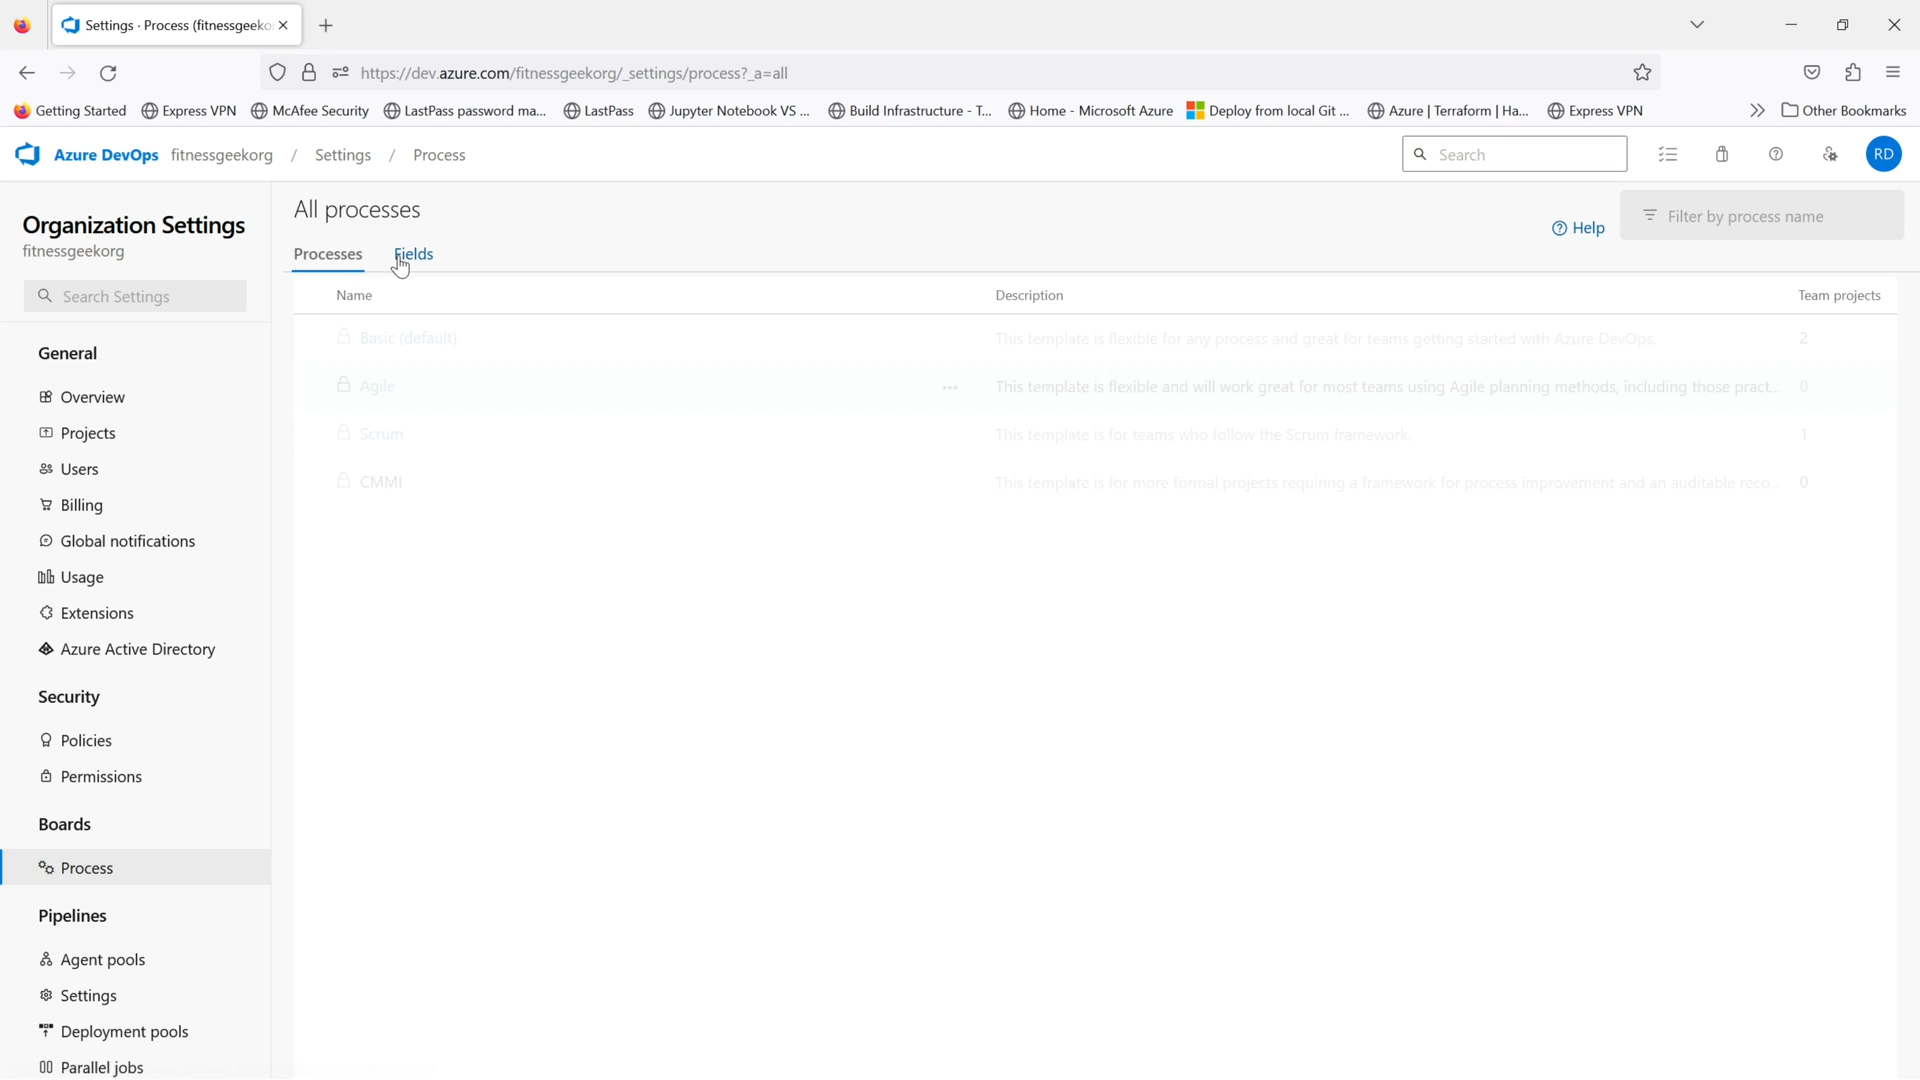 Settings · Process (fitnessgeeko
https://dev.azure.com/fitnessgeekorg/_settings/process?_a=all
Getting Started Express VPN McAfee Security LastPass password ma... LastPass Jupyter Notebook VS ... Build Infrastructure - T... Home - Microsoft Azure Deploy from local Git ... Azure | Terraform | Ha... Express VPN Other Bookmarks
Azure DevOps fitnessgeekorg / Settings / Process Search RD
Organization Settings
fitnessgeekorg
Search Settings
General
Overview
Projects
Users
Billing
Global notifications
Usage
Extensions
Azure Active Directory
Security
Policies
Permissions
Boards
Process
Pipelines
Agent pools
Settings
Deployment pools
Parallel jobs
All processes
Help Filter by process name
Processes Fields
Name Description Team projects
Basic (default) This template is flexible for any process and great for teams getting started with Azure DevOps. 2
Agile ... This template is flexible and will work great for most teams using Agile planning methods, including those pract... 0
Scrum This template is for teams who follow the Scrum framework. 1
CMMI This template is for more formal projects requiring a framework for process improvement and an auditable reco... 0